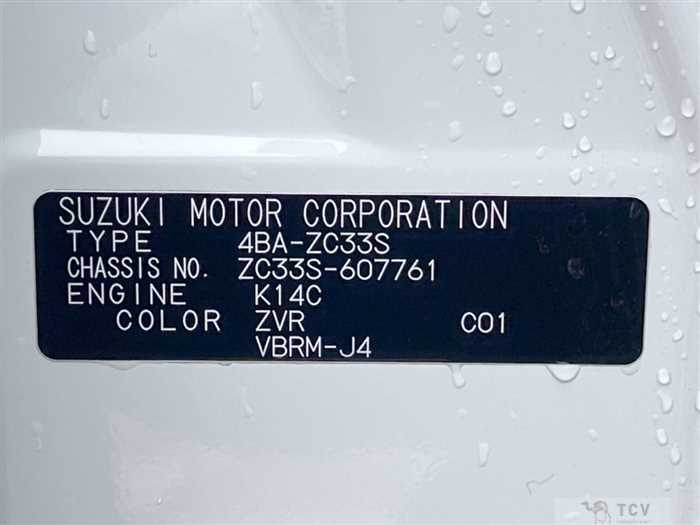 SUZUKI MOTOR CORPORATION
TYPE 4BA-ZC33S
CHASSIS NO. ZC33S-607761
ENGINE K14C
COLOR ZVR C01
VBRM-J4
TCV